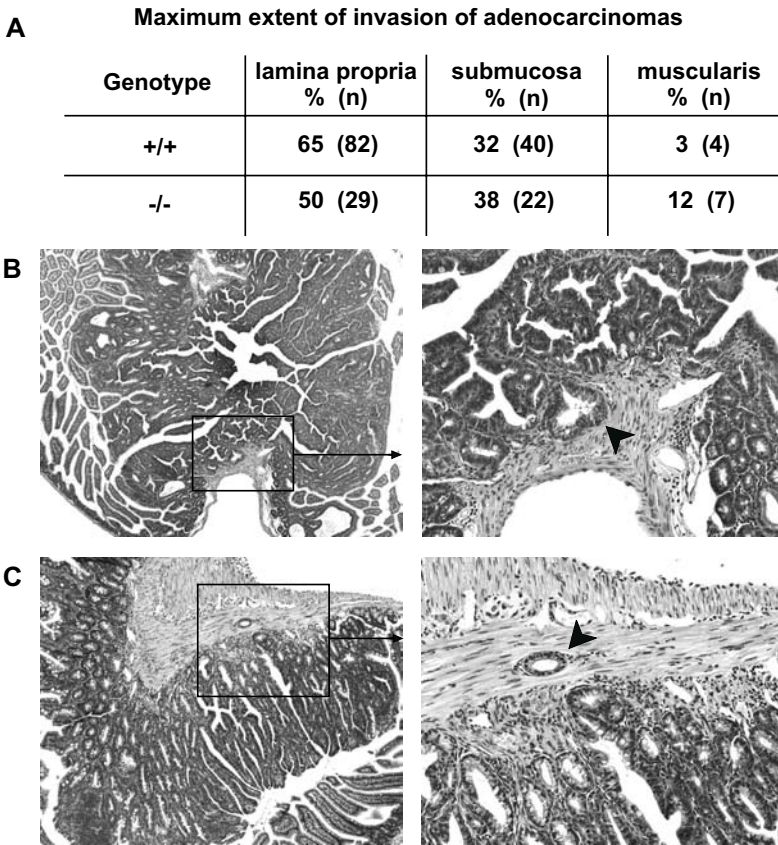 Maximum extent of invasion of adenocarcinomas
A
Genotype
lamina propria
% (n)
submucosa
% (n)
muscularis
% (n)
+/+ 65 (82) 32 (40) 3 (4)
-/- 50 (29) 38 (22) 12 (7)
B
C